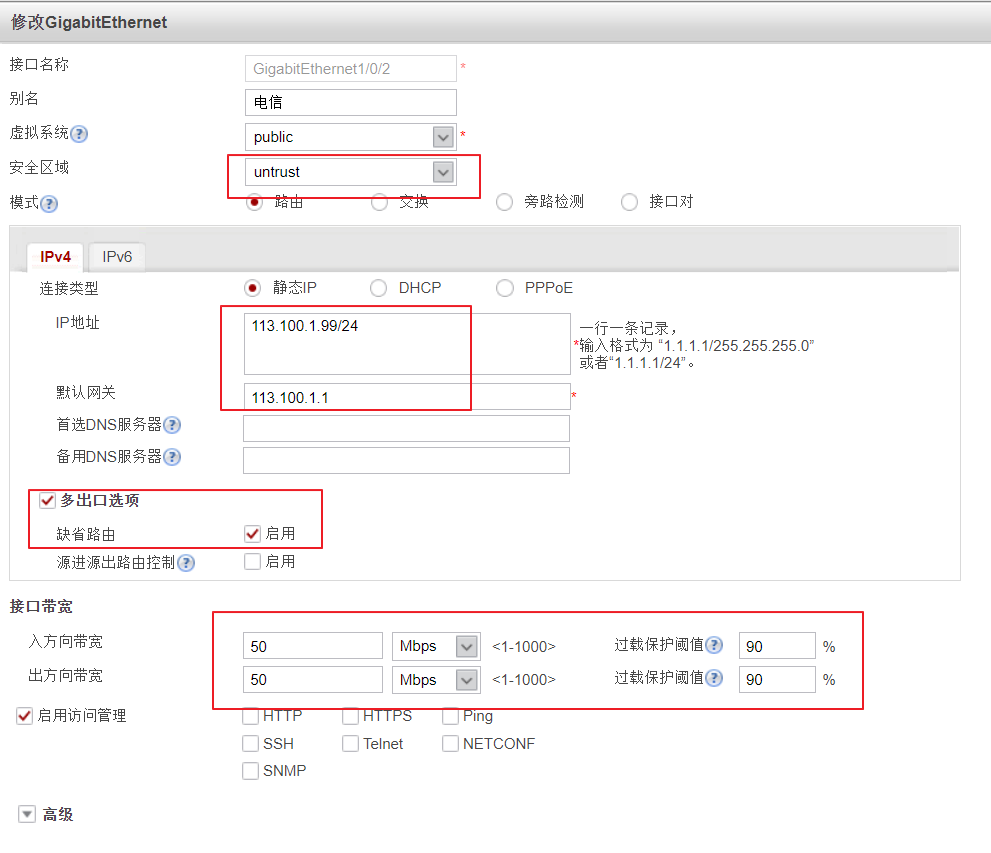 修改GigabitEthernet
接口名称 GigabitEthernet1/0/2 *
别名 电信
虚拟系统 ? public *
安全区域 untrust
模式 ? 路由 交换 旁路检测 接口对
IPv4 IPv6
连接类型 静态IP DHCP PPPoE
IP地址 113.100.1.99/24 一行一条记录，
*输入格式为 “1.1.1.1/255.255.255.0”
或者“1.1.1.1/24”。
默认网关 113.100.1.1 *
首选DNS服务器 ?
备用DNS服务器 ?
多出口选项
缺省路由 启用
源进源出路由控制 ? 启用
接口带宽
入方向带宽 50 Mbps <1-1000> 过载保护阈值 ? 90 %
出方向带宽 50 Mbps <1-1000> 过载保护阈值 ? 90 %
启用访问管理 HTTP HTTPS Ping
SSH Telnet NETCONF
SNMP
高级